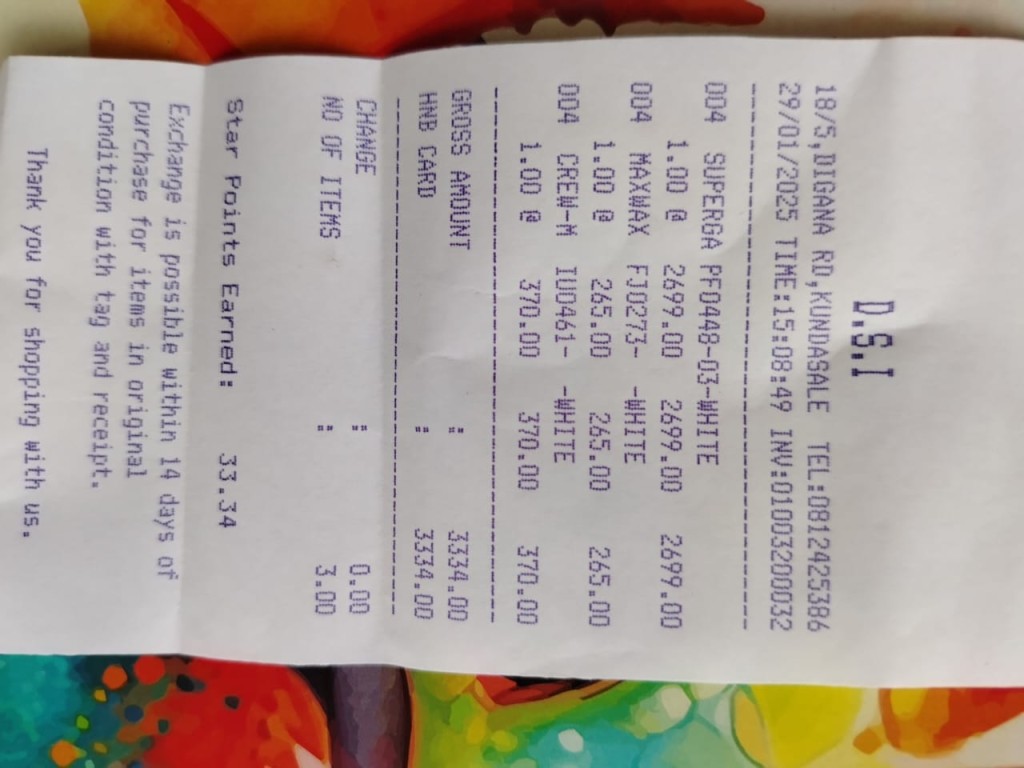 D.S.I
18/5,DIGANA RD,KUNDASALE TEL:0812425386
29/01/2025 TIME:15:08:49 INV:0100320032
---------------------------------------
004 SUPERGA PF0448-03-WHITE
1.00 @ 2699.00 2699.00 2699.00
004 MAXWAX FJ0273- -WHITE
1.00 @ 265.00 265.00 265.00
004 CREW-M IU0461- -WHITE
1.00 @ 370.00 370.00 370.00
---------------------------------------
GROSS AMOUNT : 3334.00
HNB CARD : 3334.00
---------------------------------------
CHANGE : 0.00
NO OF ITEMS : 3.00
Star Points Earned: 33.34
Exchange is possible within 14 days of
purchase for items in original
condition with tag and receipt.
Thank you for shopping with us.